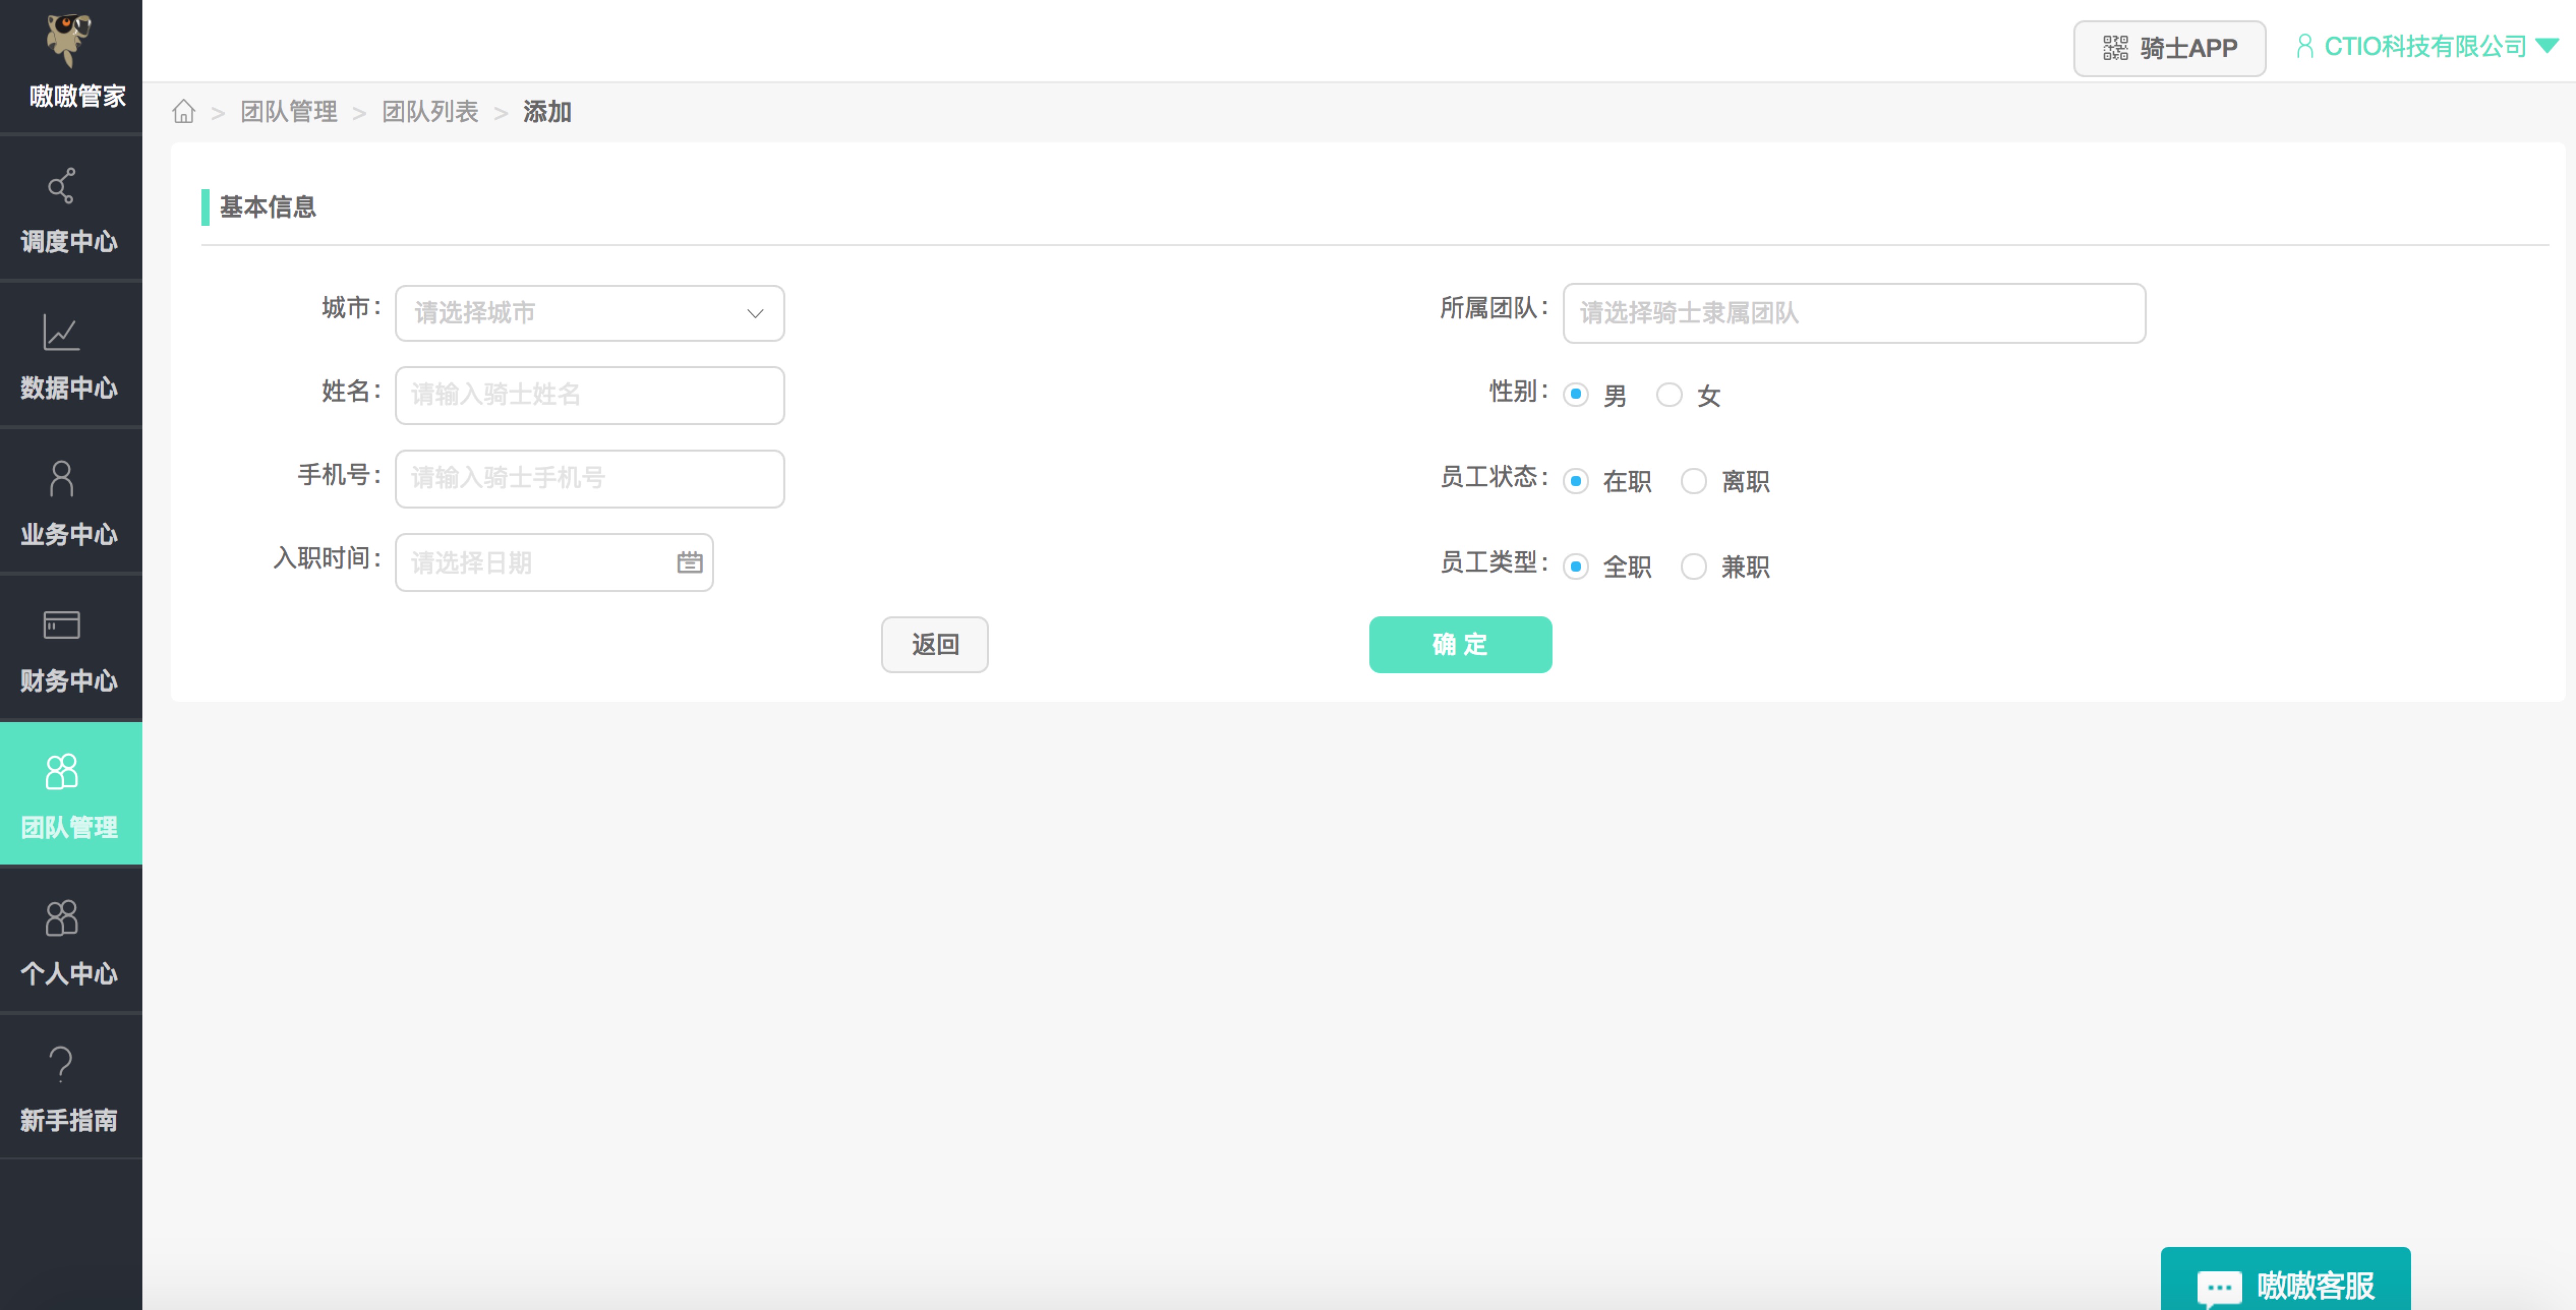 嗷嗷管家
骑士APP
CTIO科技有限公司
> 团队管理 > 团队列表 > 添加
调度中心
数据中心
业务中心
财务中心
团队管理
个人中心
新手指南
基本信息
城市: 请选择城市
所属团队: 请选择骑士隶属团队
姓名: 请输入骑士姓名
性别: 男 女
手机号: 请输入骑士手机号
员工状态: 在职 离职
入职时间: 请选择日期
员工类型: 全职 兼职
返回
确 定
嗷嗷客服